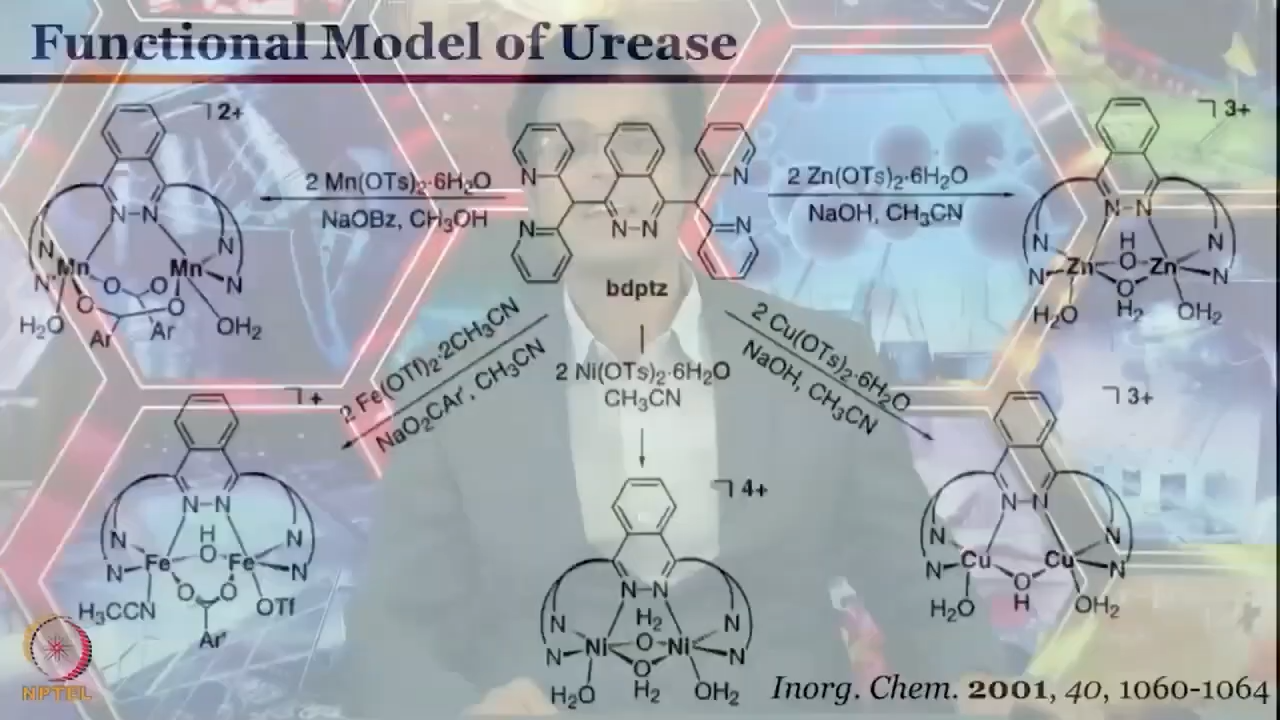 Functional Model of Urease
⌉2+
2 Mn(OTs)₂·6H₂O
NaOBz, CH₃OH
N
N
N
N
N–N
bdptz
2 Zn(OTs)₂·6H₂O
NaOH, CH₃CN
⌉3+
N–N
N
N
Mn
Mn
N
N
O
O
O
O
H₂O
Ar
Ar
OH₂
N–N
N
N
H
Zn
O
Zn
N
N
O
H₂O
H₂
OH₂
2 Fe(OTf)₂·2CH₃CN
NaO₂CAr', CH₃CN
2 Ni(OTs)₂·6H₂O
CH₃CN
2 Cu(OTs)₂·6H₂O
NaOH, CH₃CN
⌉+
N–N
N
N
H
Fe
O
Fe
N
N
O
O
H₃CCN
OTf
Ar'
⌉4+
N–N
H₂
N
N
Ni
O
Ni
N
N
O
H₂O
H₂
OH₂
⌉3+
N
N
N
N
Cu
Cu
N
N
O
H₂O
H
OH₂
NPTEL
Inorg. Chem. 2001, 40, 1060-1064